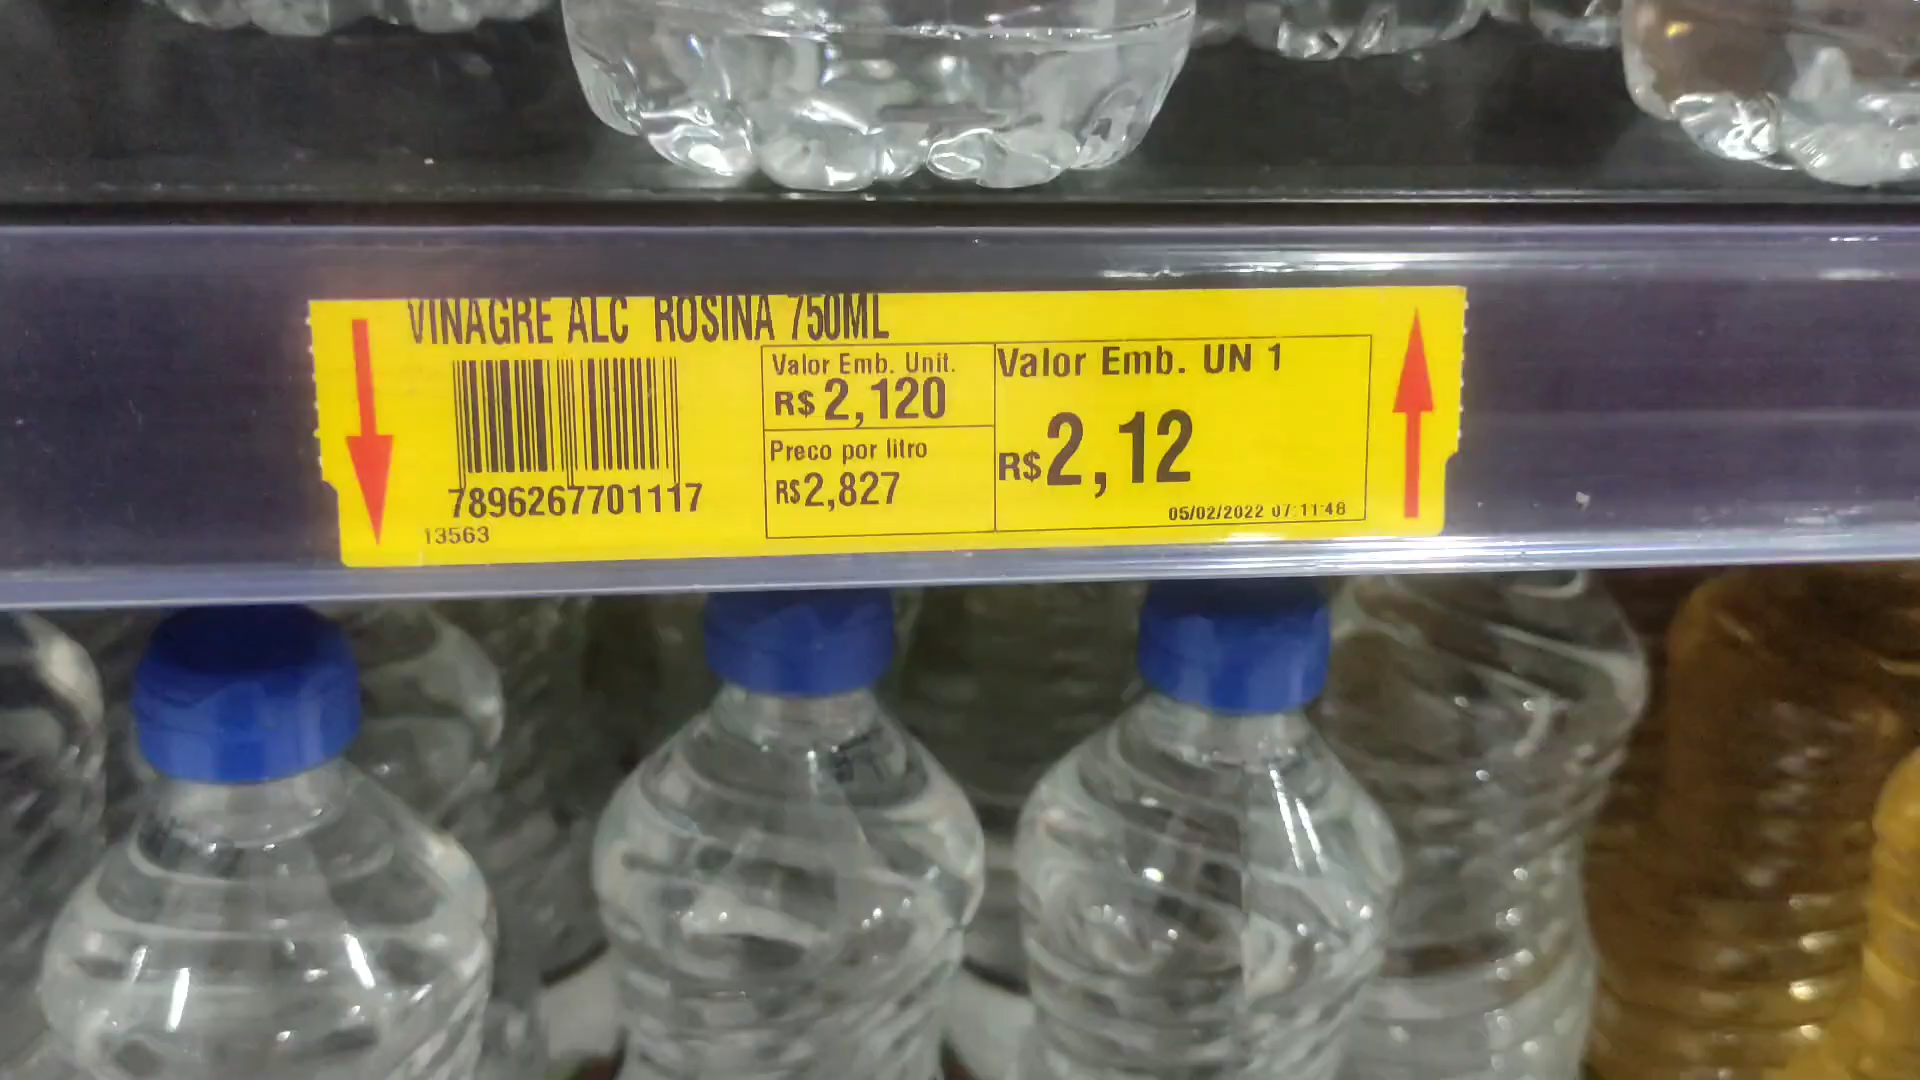 VINAGRE ALC ROSINA 750ML
7896267701117
13563
Valor Emb. Unit.
R$ 2,120
Preco por litro
R$ 2,827
Valor Emb. UN 1
R$ 2,12
05/02/2022 07:11:48